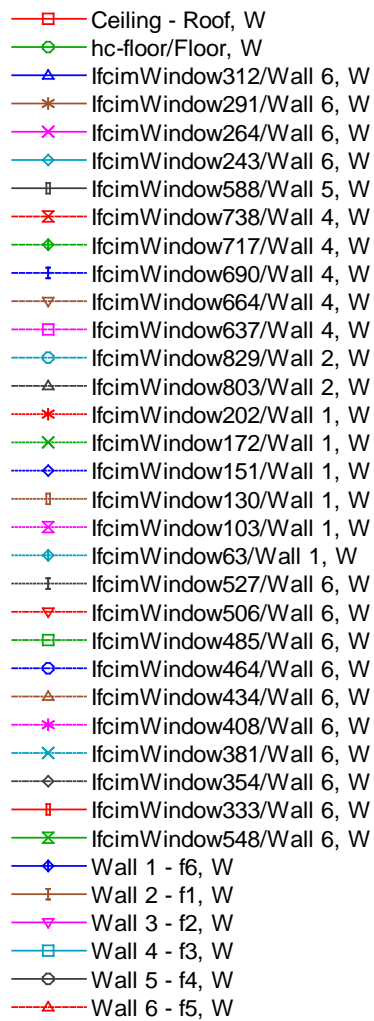 Ceiling - Roof, W
hc-floor/Floor, W
IfcimWindow312/Wall 6, W
IfcimWindow291/Wall 6, W
IfcimWindow264/Wall 6, W
IfcimWindow243/Wall 6, W
IfcimWindow588/Wall 5, W
IfcimWindow738/Wall 4, W
IfcimWindow717/Wall 4, W
IfcimWindow690/Wall 4, W
IfcimWindow664/Wall 4, W
IfcimWindow637/Wall 4, W
IfcimWindow829/Wall 2, W
IfcimWindow803/Wall 2, W
IfcimWindow202/Wall 1, W
IfcimWindow172/Wall 1, W
IfcimWindow151/Wall 1, W
IfcimWindow130/Wall 1, W
IfcimWindow103/Wall 1, W
IfcimWindow63/Wall 1, W
IfcimWindow527/Wall 6, W
IfcimWindow506/Wall 6, W
IfcimWindow485/Wall 6, W
IfcimWindow464/Wall 6, W
IfcimWindow434/Wall 6, W
IfcimWindow408/Wall 6, W
IfcimWindow381/Wall 6, W
IfcimWindow354/Wall 6, W
IfcimWindow333/Wall 6, W
IfcimWindow548/Wall 6, W
Wall 1 - f6, W
Wall 2 - f1, W
Wall 3 - f2, W
Wall 4 - f3, W
Wall 5 - f4, W
Wall 6 - f5, W